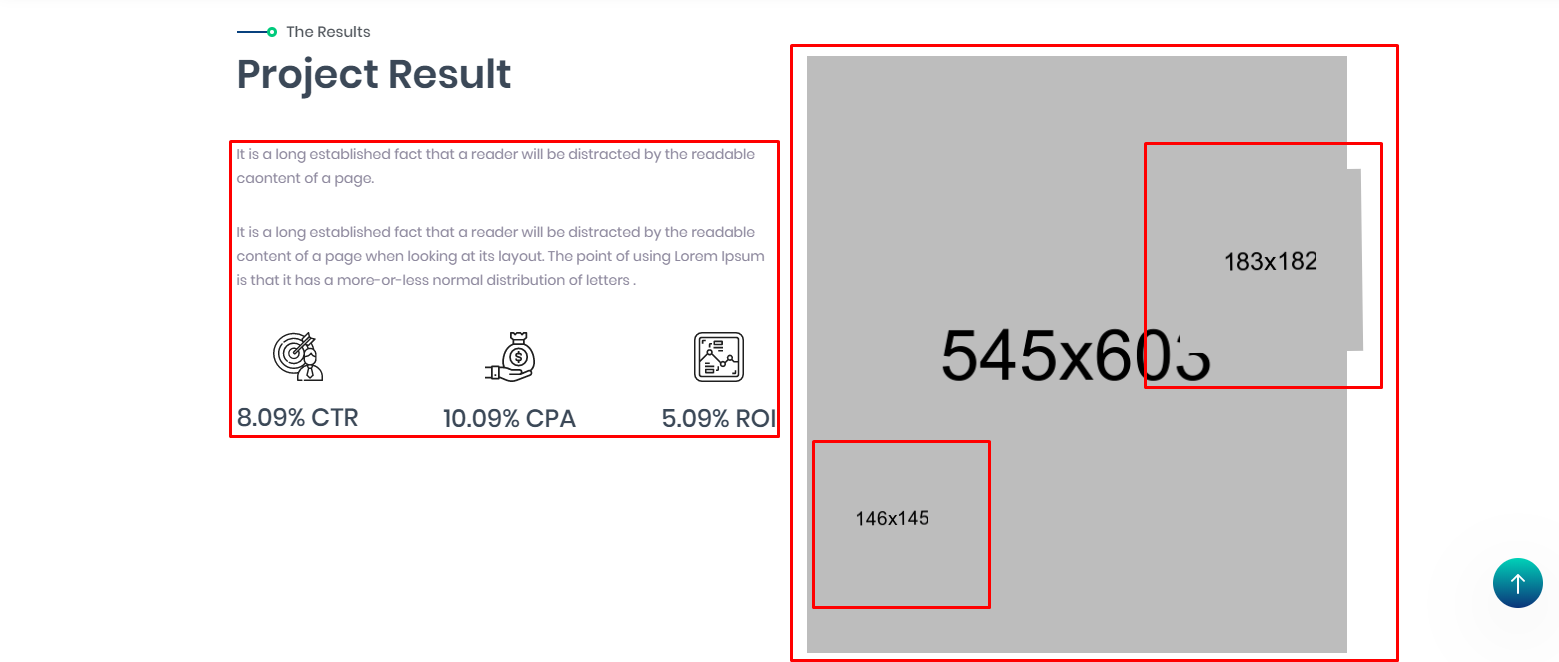 The Results
Project Result
It is a long established fact that a reader will be distracted by the readable
caontent of a page.
It is a long established fact that a reader will be distracted by the readable
content of a page when looking at its layout. The point of using Lorem Ipsum
is that it has a more-or-less normal distribution of letters .
8.09% CTR
10.09% CPA
5.09% ROI
183x182
545x603
146x145